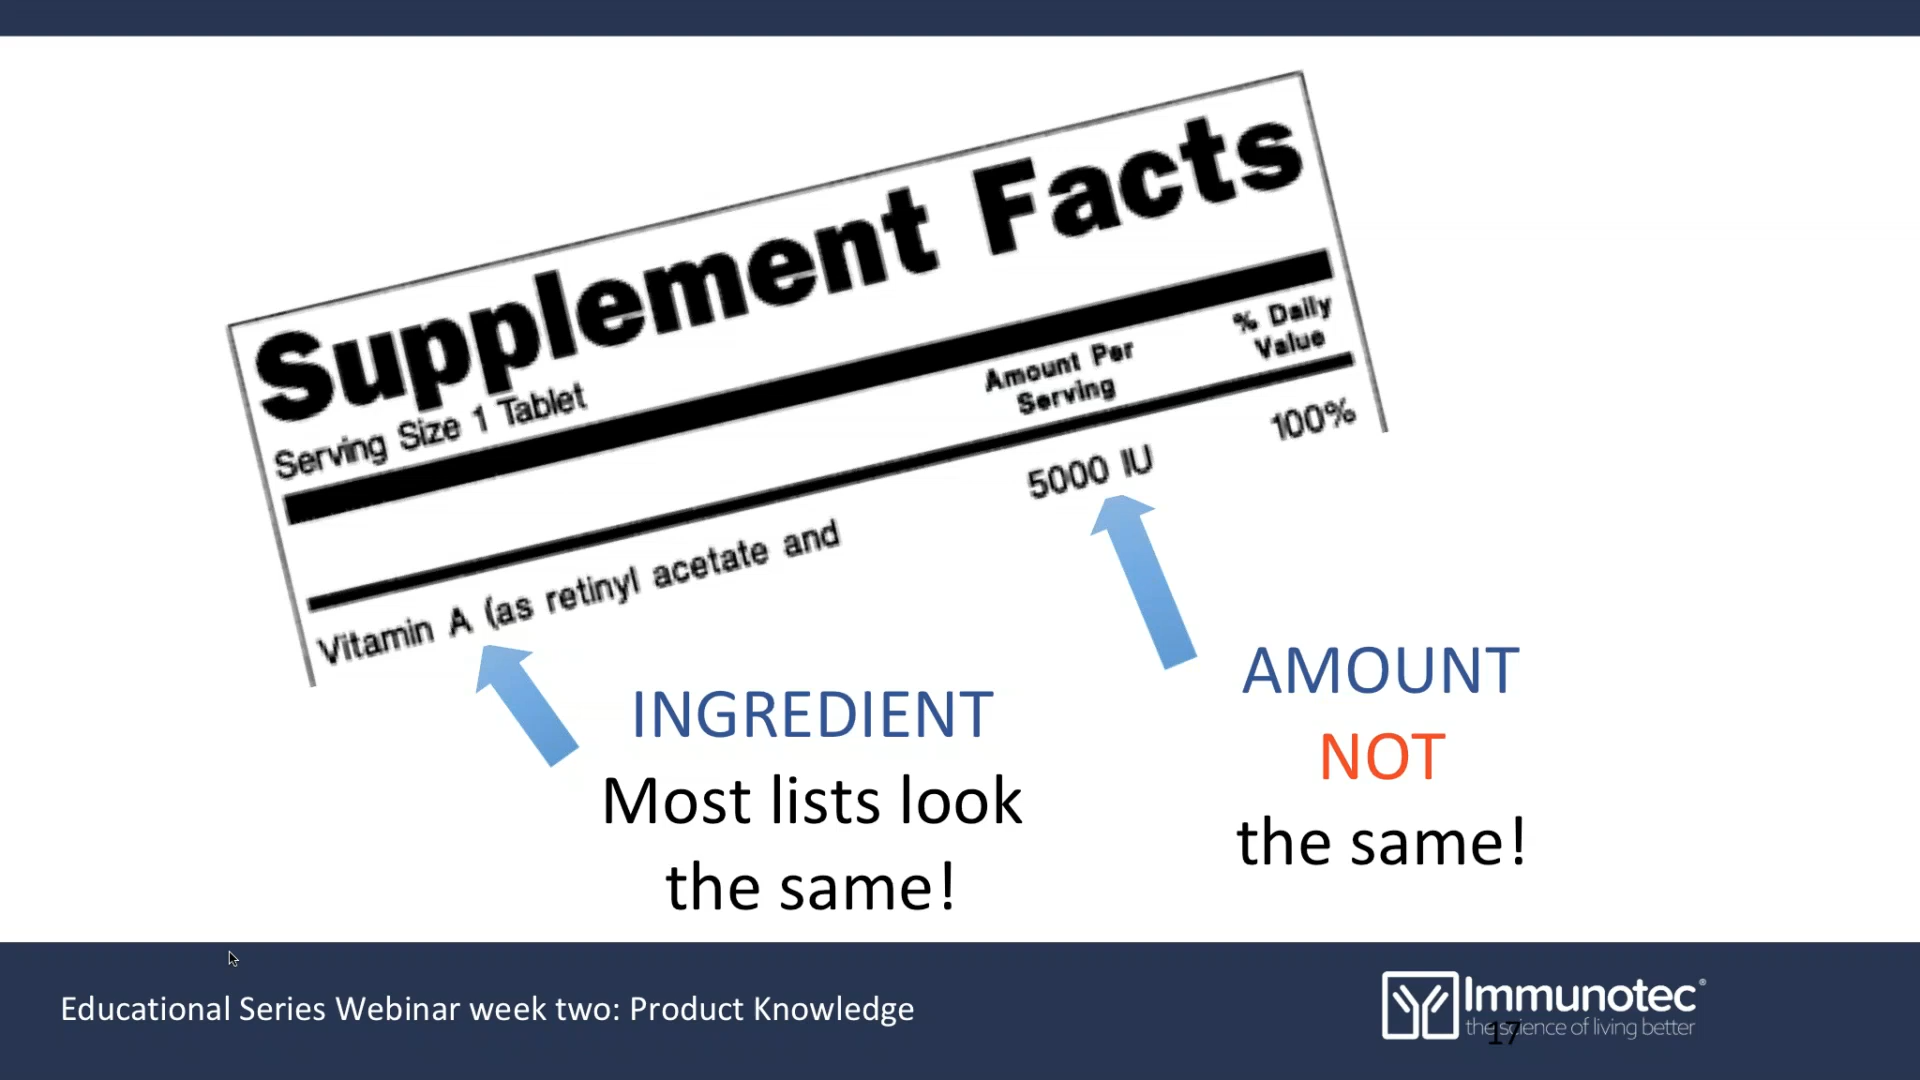 Supplement Facts
Serving Size 1 Tablet
Amount Per
Serving
% Daily
Value
Vitamin A (as retinyl acetate and
5000 IU
100%
INGREDIENT
Most lists look
the same!
AMOUNT
NOT
the same!
Educational Series Webinar week two: Product Knowledge
Immunotec®
the science of living better
17